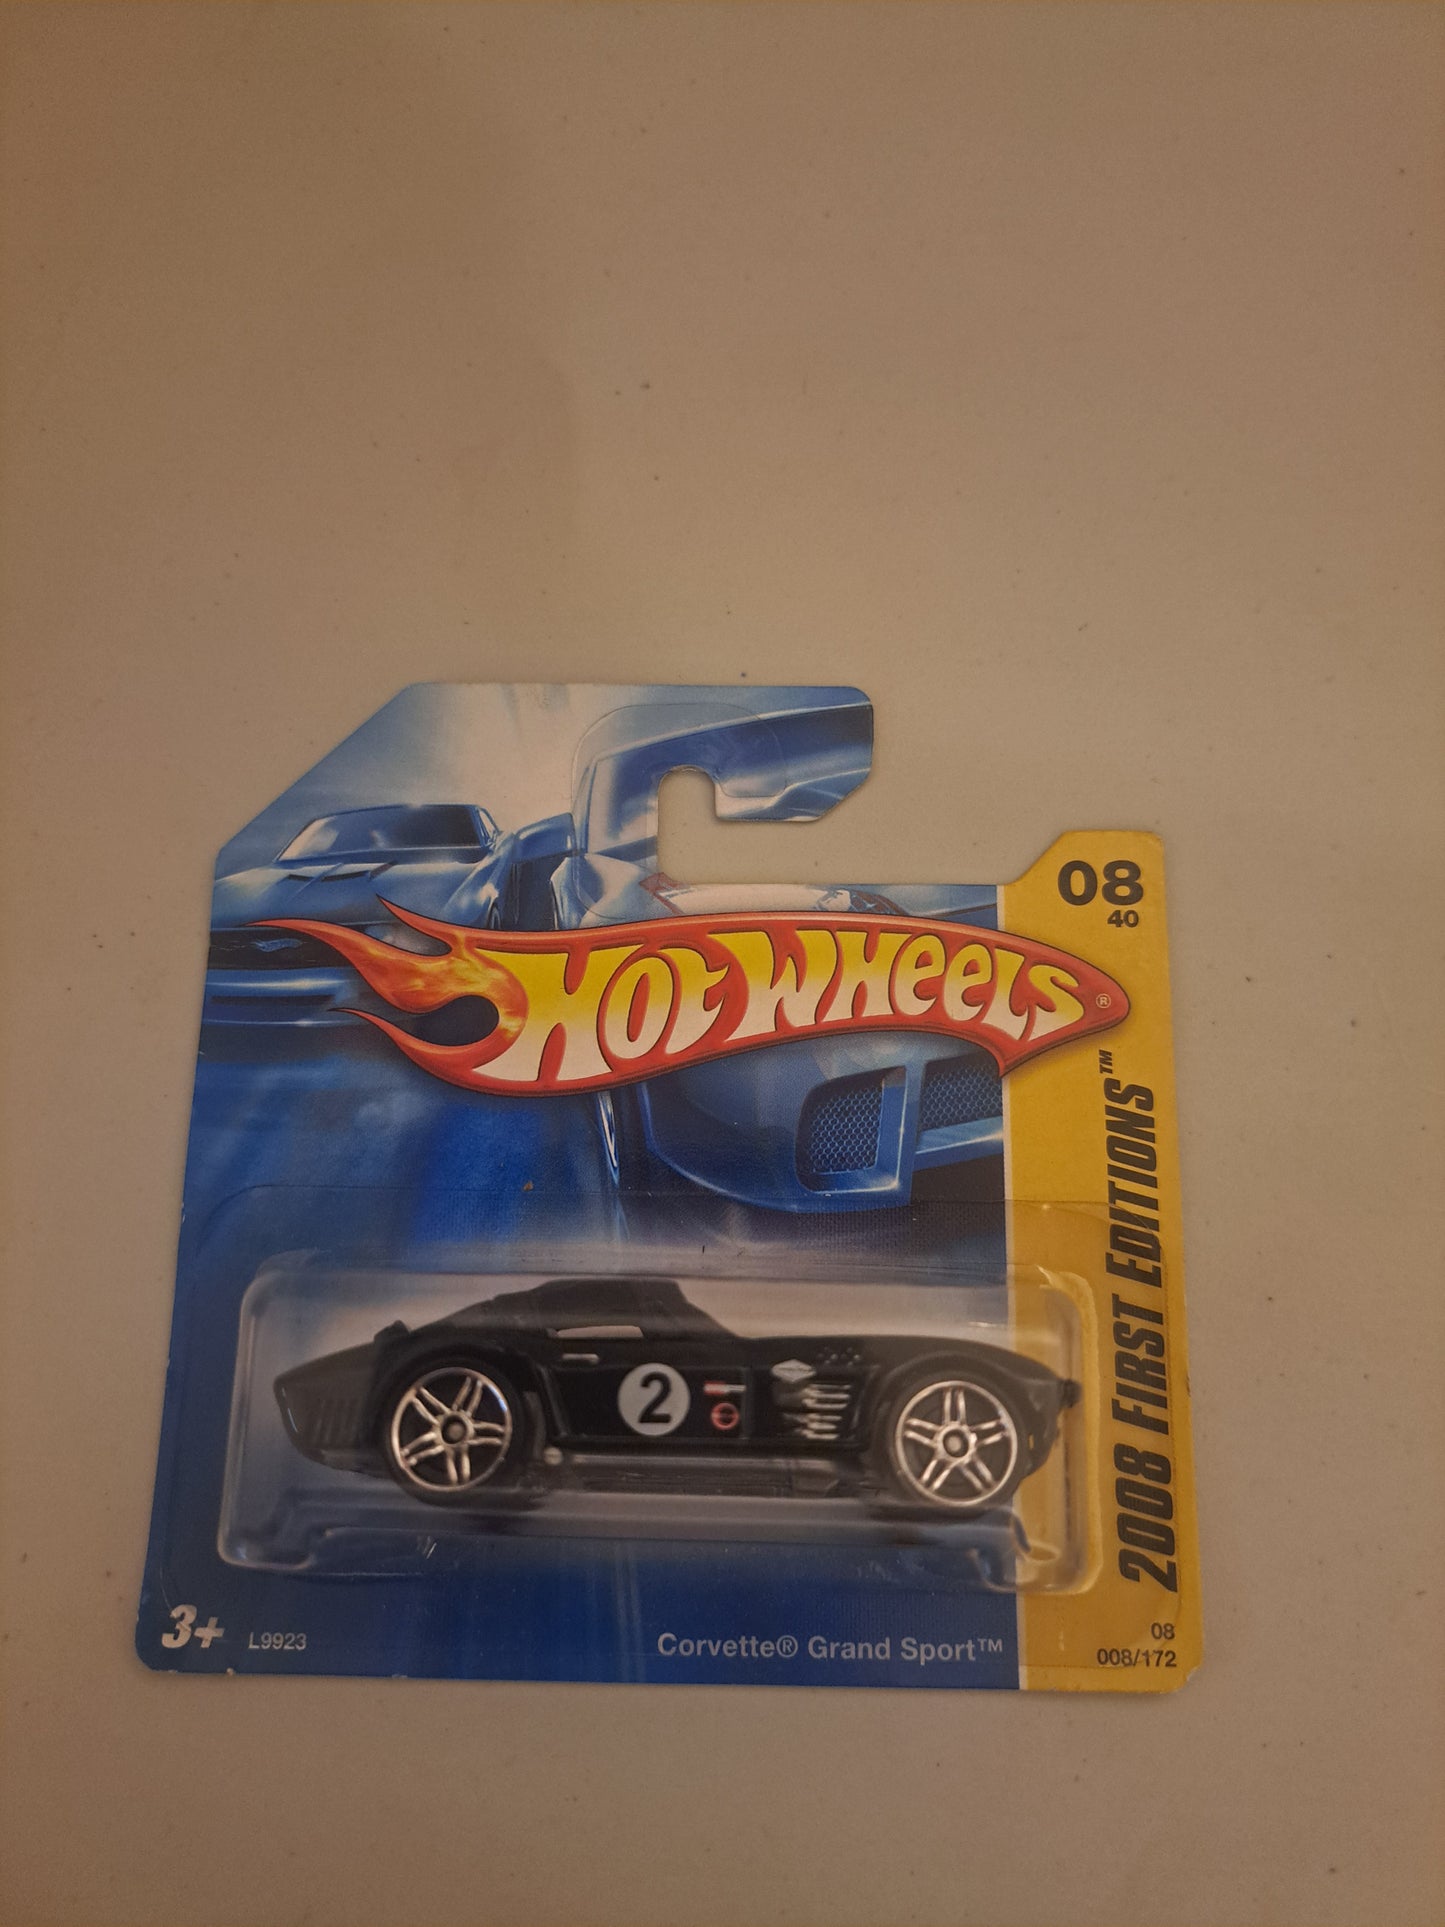 08
40
HOT WHEELS®
2008 FIRST EDITIONS™
2
3+
L9923
Corvette® Grand Sport™
08
008/172